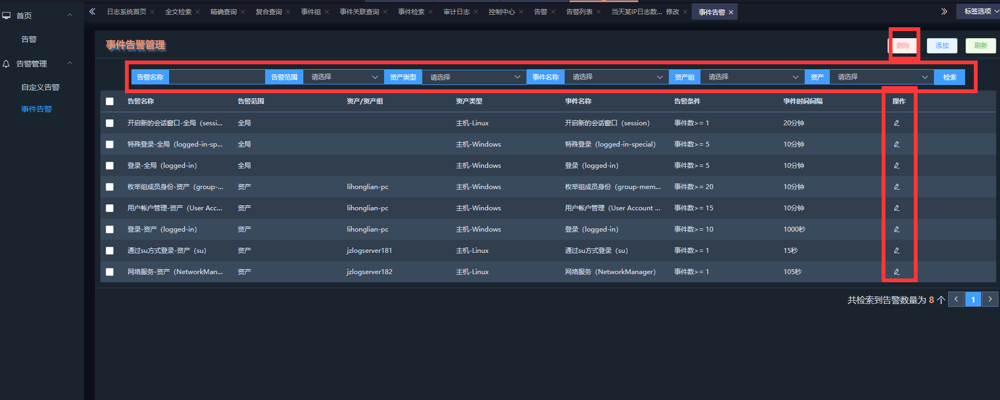 首页
告警
告警管理
自定义告警
事件告警
日志系统首页 全文检索 精确查询 复合查询 事件组 事件关联查询 事件检索 审计日志 控制中心 告警 告警列表 当天某IP日志数... 修改 事件告警 标签选项
事件告警管理 删除 添加 刷新
告警名称 告警范围 请选择 资产类型 请选择 事件名称 请选择 资产组 请选择 资产 请选择 检索
告警名称 告警范围 资产/资产组 资产类型 事件名称 告警条件 事件时间间隔 操作
开启新的会话窗口-全局（sessi... 全局 主机-Linux 开启新的会话窗口（session） 事件数>= 1 20分钟
特殊登录-全局（logged-in-sp... 全局 主机-Windows 特殊登录（logged-in-special） 事件数>= 5 10分钟
登录-全局（logged-in） 全局 主机-Windows 登录（logged-in） 事件数>= 5 10分钟
枚举组成员身份-资产（group-... 资产 lihonglian-pc 主机-Windows 枚举组成员身份（group-mem... 事件数>= 20 10分钟
用户帐户管理-资产（User Acc... 资产 lihonglian-pc 主机-Windows 用户帐户管理（User Account ... 事件数>= 15 10分钟
登录-资产（logged-in） 资产 lihonglian-pc 主机-Windows 登录（logged-in） 事件数>= 10 1000秒
通过su方式登录-资产（su） 资产 jzlogserver181 主机-Linux 通过su方式登录（su） 事件数>= 1 15秒
网络服务-资产（NetworkMan... 资产 jzlogserver182 主机-Linux 网络服务（NetworkManager） 事件数>= 1 105秒
共检索到告警数量为 8 个 1